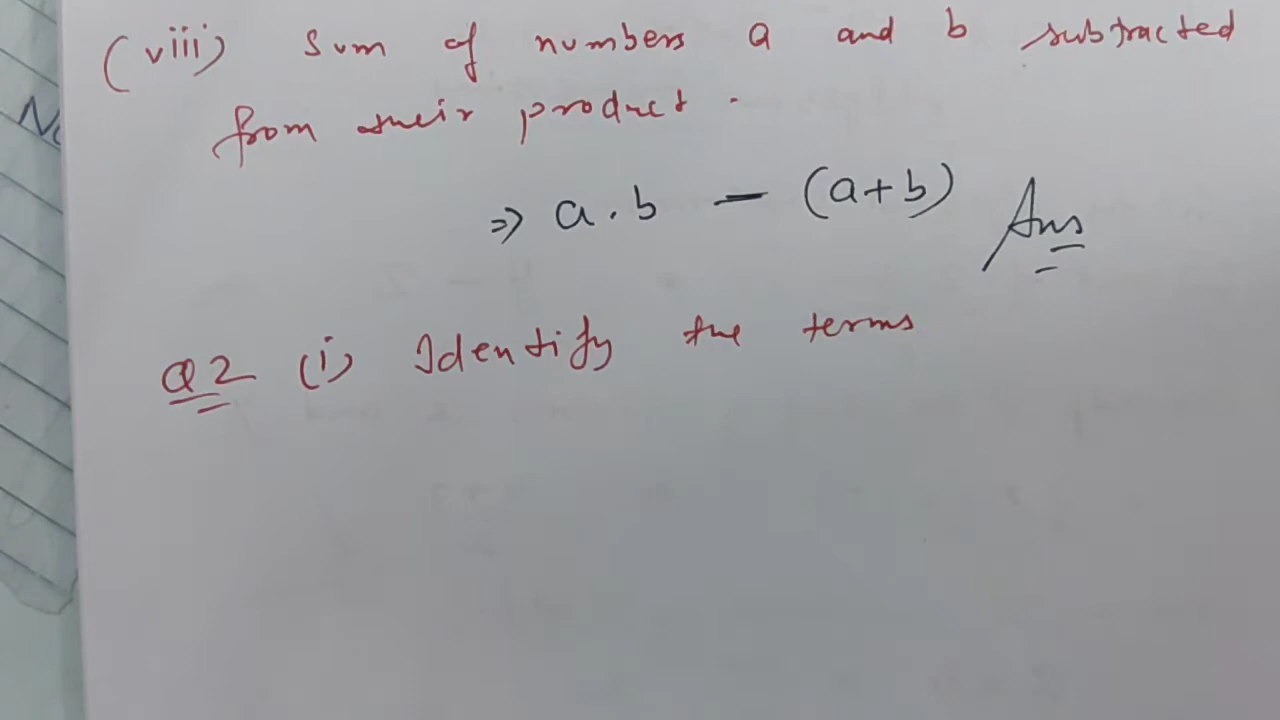 (viii) Sum of numbers a and b subtracted
from their product.
⇒ a.b - (a+b) Ans
Q2 (i) Identify the terms